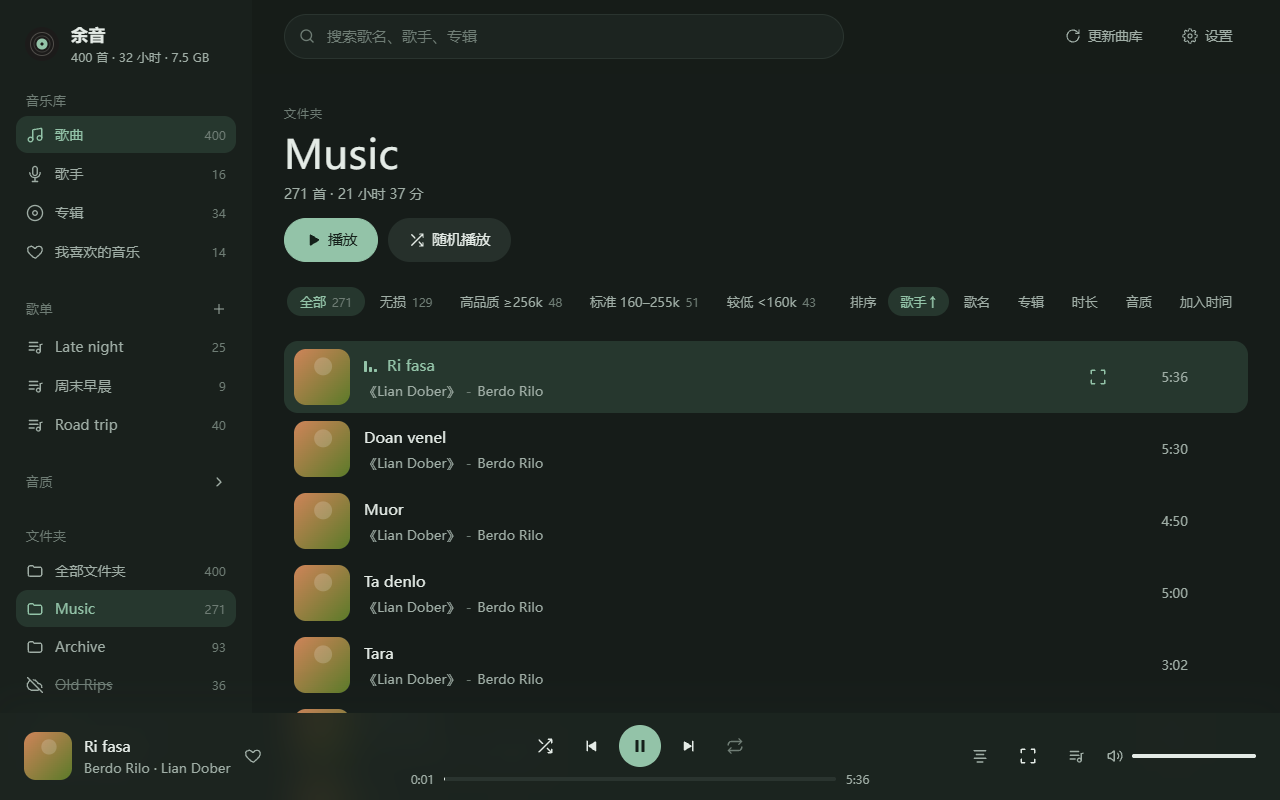 余音
400 首 · 32 小时 · 7.5 GB
搜索歌名、歌手、专辑
更新曲库
设置
音乐库
歌曲 400
歌手 16
专辑 34
我喜欢的音乐 14
歌单
Late night 25
周末早晨 9
Road trip 40
音质
文件夹
全部文件夹 400
Music 271
Archive 93
Old Rips 36
文件夹
Music
271 首 · 21 小时 37 分
播放
随机播放
全部 271 无损 129 高品质 ≥256k 48 标准 160–255k 51 较低 <160k 43
排序 歌手↑ 歌名 专辑 时长 音质 加入时间
Ri fasa
《Lian Dober》 - Berdo Rilo
5:36
Doan venel
《Lian Dober》 - Berdo Rilo
5:30
Muor
《Lian Dober》 - Berdo Rilo
4:50
Ta denlo
《Lian Dober》 - Berdo Rilo
5:00
Tara
《Lian Dober》 - Berdo Rilo
3:02
Ri fasa
Berdo Rilo · Lian Dober
0:01
5:36